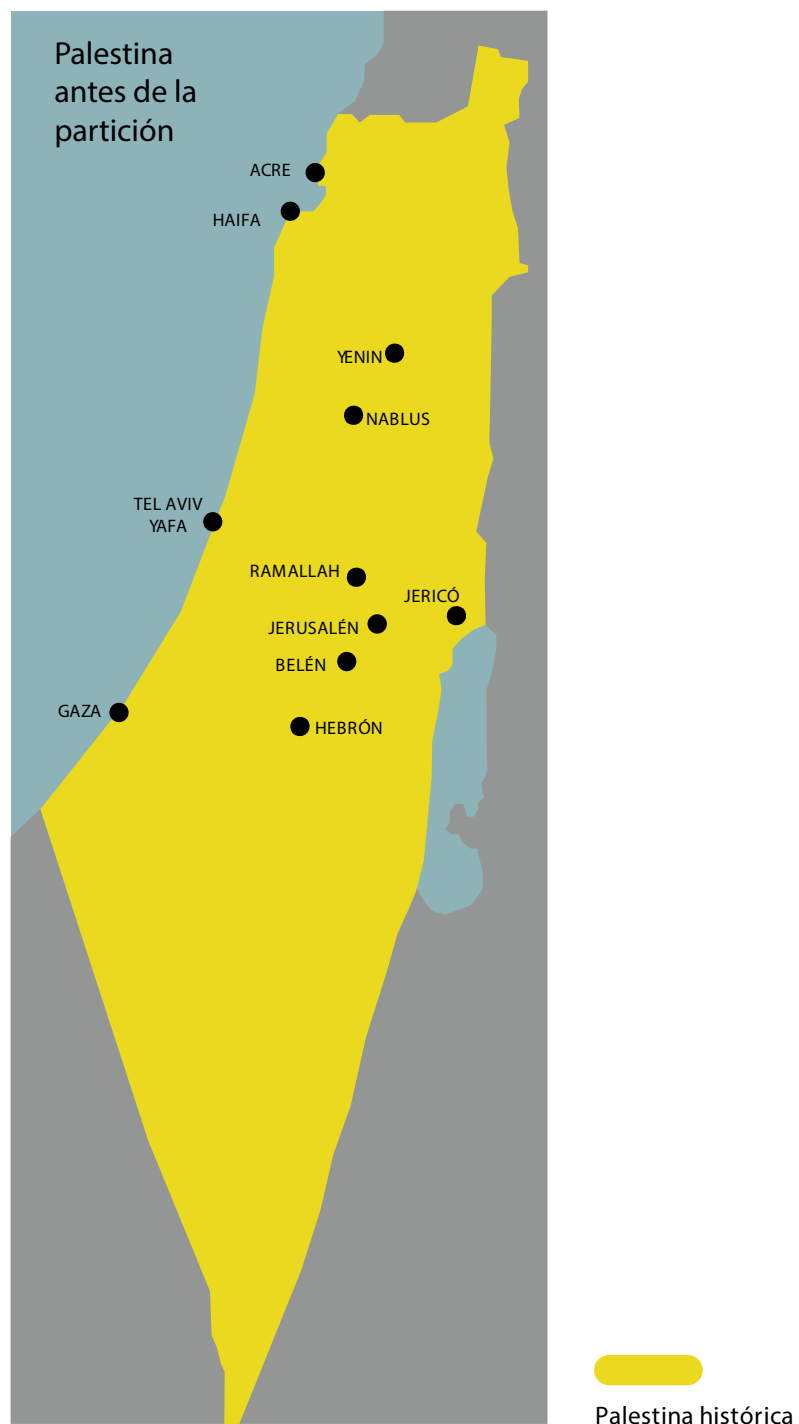 Palestina
antes de la
partición
ACRE
HAIFA
YENIN
NABLUS
TEL AVIV
YAFA
RAMALLAH
JERICÓ
JERUSALÉN
BELÉN
GAZA
HEBRÓN
Palestina histórica